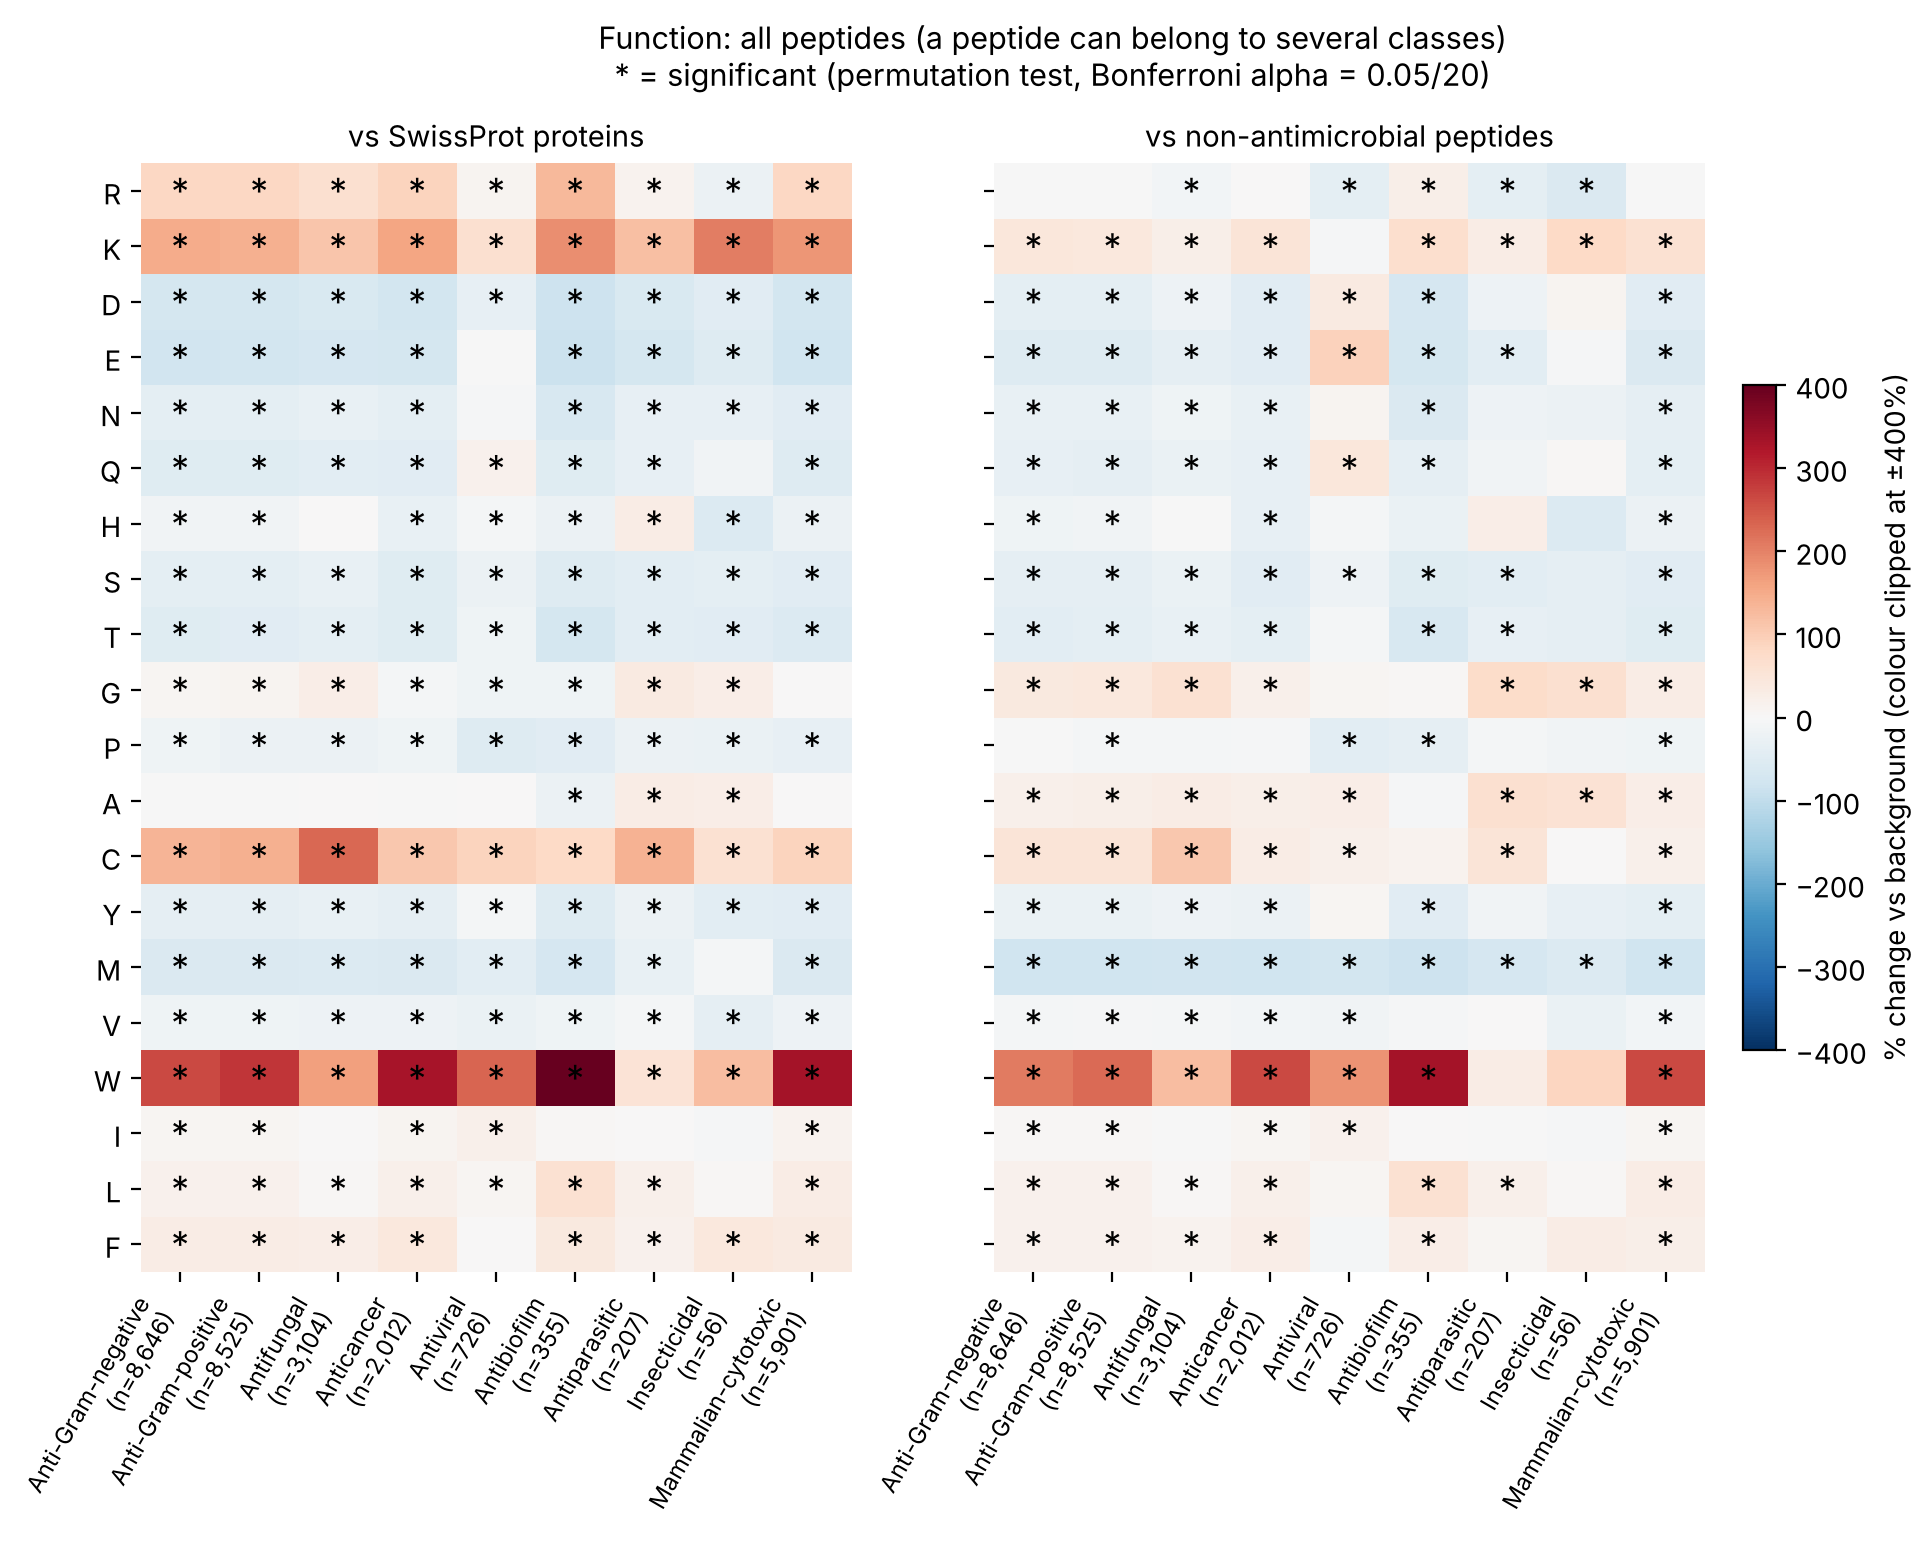 Function: all peptides (a peptide can belong to several classes)
* = significant (permutation test, Bonferroni alpha = 0.05/20)
vs SwissProt proteins
vs non-antimicrobial peptides
R * * * * * * * * * * * * * *
K * * * * * * * * * * * * * * * * *
D * * * * * * * * * * * * * * * *
E * * * * * * * * * * * * * * * *
N * * * * * * * * * * * * * *
Q * * * * * * * * * * * * * * *
H * * * * * * * * * * * *
S * * * * * * * * * * * * * * * * *
T * * * * * * * * * * * * * * * *
G * * * * * * * * * * * * * * *
P * * * * * * * * * * * * *
A * * * * * * * * * * *
C * * * * * * * * * * * * * * * *
Y * * * * * * * * * * * * * * *
M * * * * * * * * * * * * * * * * *
V * * * * * * * * * * * * * * *
W * * * * * * * * * * * * * * * *
I * * * * * * * * * *
L * * * * * * * * * * * * * * *
F * * * * * * * * * * * * * *
Anti-Gram-negative
(n=8,646)
Anti-Gram-positive
(n=8,525)
Antifungal
(n=3,104)
Anticancer
(n=2,012)
Antiviral
(n=726)
Antibiofilm
(n=355)
Antiparasitic
(n=207)
Insecticidal
(n=56)
Mammalian-cytotoxic
(n=5,901)
Anti-Gram-negative
(n=8,646)
Anti-Gram-positive
(n=8,525)
Antifungal
(n=3,104)
Anticancer
(n=2,012)
Antiviral
(n=726)
Antibiofilm
(n=355)
Antiparasitic
(n=207)
Insecticidal
(n=56)
Mammalian-cytotoxic
(n=5,901)
400
300
200
100
0
−100
−200
−300
−400
% change vs background (colour clipped at ±400%)